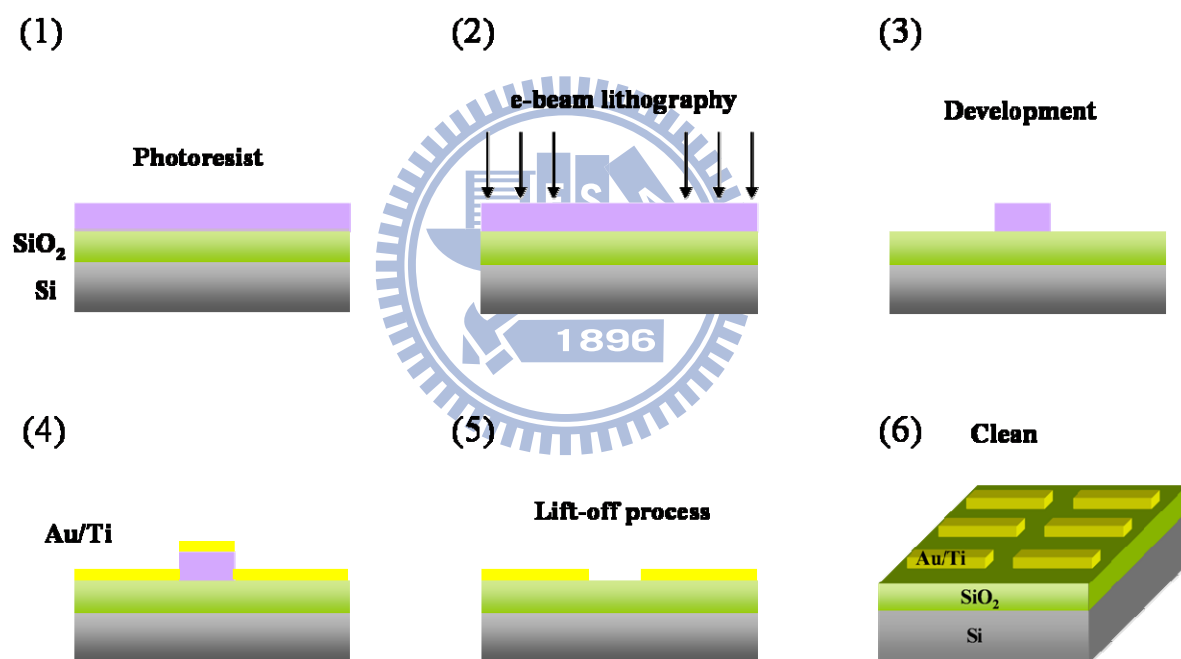 (1)
(2)
(3)
e-beam lithography
Development
Photoresist
SiO₂
Si
1896
(4)
(5)
(6)
Clean
Au/Ti
Lift-off process
Au/Ti
SiO₂
Si